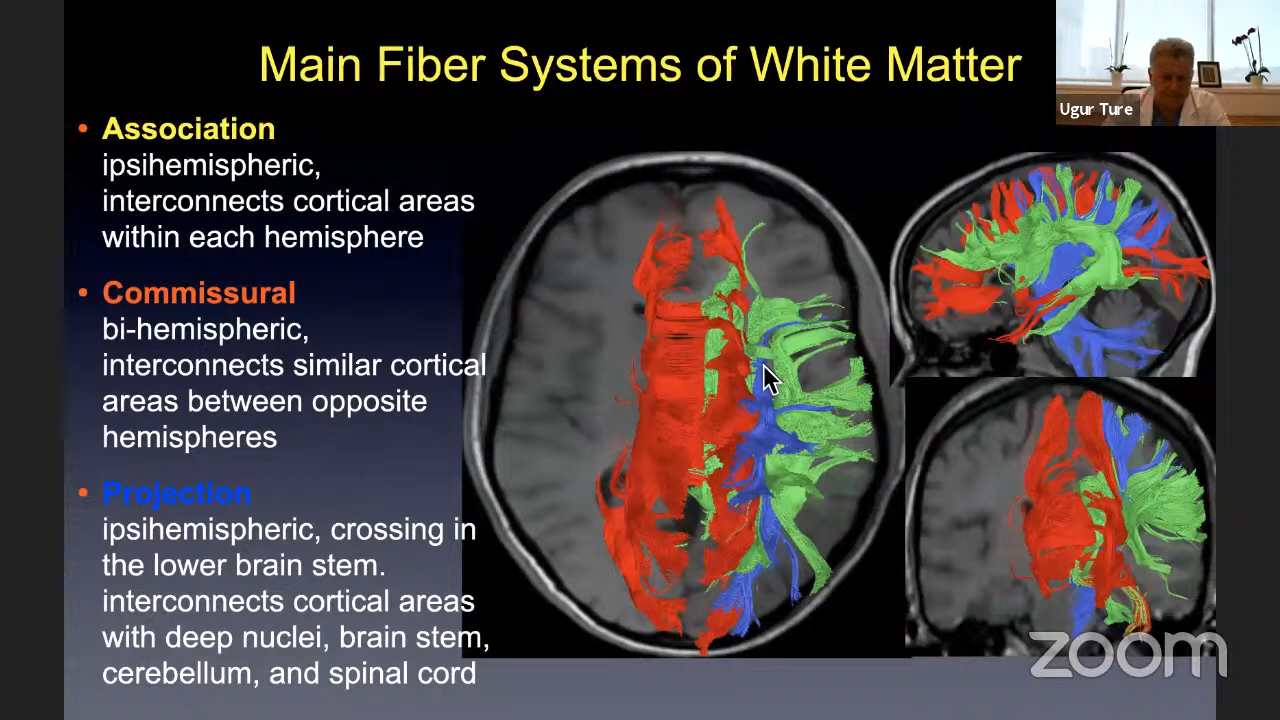 Main Fiber Systems of White Matter
Ugur Ture
• Association
ipsihemispheric,
interconnects cortical areas
within each hemisphere
• Commissural
bi-hemispheric,
interconnects similar cortical
areas between opposite
hemispheres
• Projection
ipsihemispheric, crossing in
the lower brain stem.
interconnects cortical areas
with deep nuclei, brain stem,
cerebellum, and spinal cord
zoom